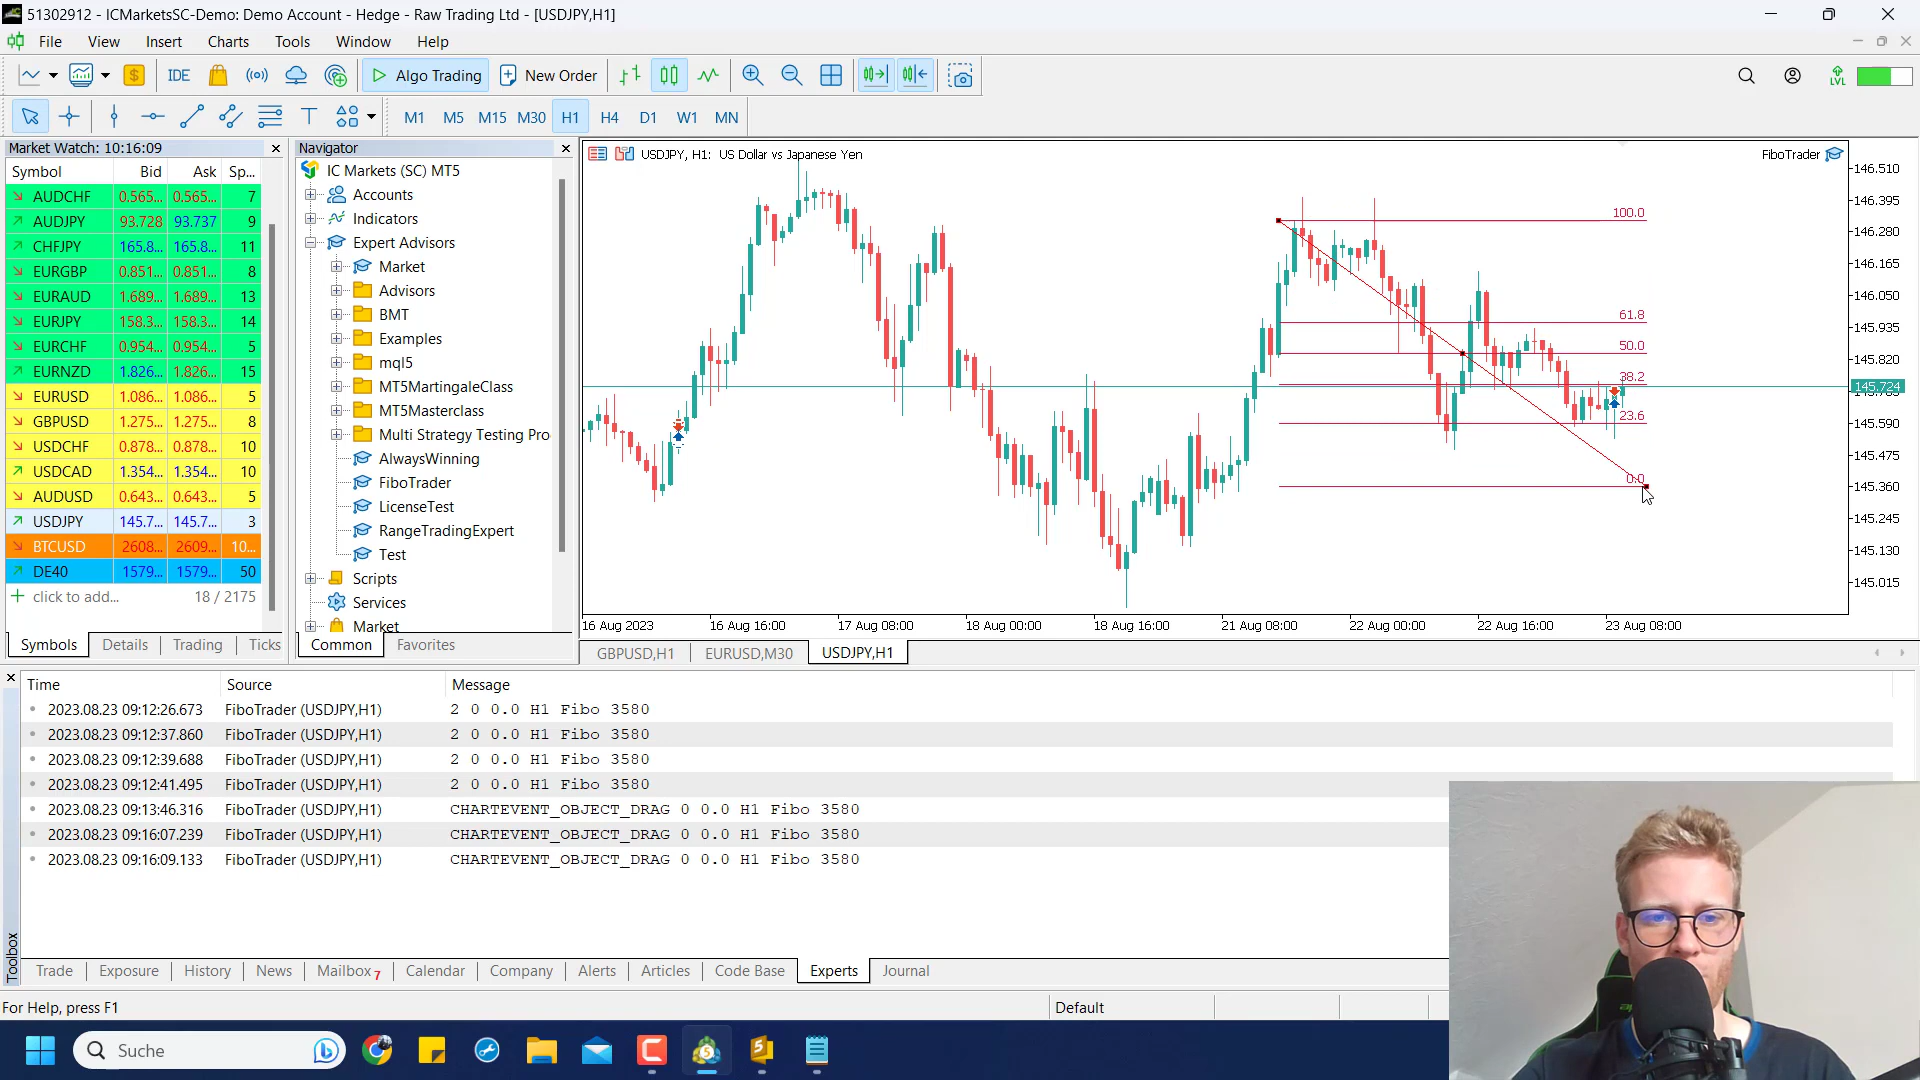 51302912 - ICMarketsSC-Demo: Demo Account - Hedge - Raw Trading Ltd - [USDJPY,H1]
File View Insert Charts Tools Window Help
IDE Algo Trading New Order LVL
M1 M5 M15 M30 H1 H4 D1 W1 MN
Market Watch: 10:16:09
Symbol Bid Ask Sp...
AUDCHF 0.565... 0.565... 7
AUDJPY 93.728 93.737 9
CHFJPY 165.8... 165.8... 11
EURGBP 0.851... 0.851... 8
EURAUD 1.689... 1.689... 13
EURJPY 158.3... 158.3... 14
EURCHF 0.954... 0.954... 5
EURNZD 1.826... 1.826... 15
EURUSD 1.086... 1.086... 5
GBPUSD 1.275... 1.275... 8
USDCHF 0.878... 0.878... 10
USDCAD 1.354... 1.354... 10
AUDUSD 0.643... 0.643... 5
USDJPY 145.7... 145.7... 3
BTCUSD 2608... 2609... 10...
DE40 1579... 1579... 50
click to add... 18 / 2175
Symbols Details Trading Ticks
Navigator
IC Markets (SC) MT5
Accounts
Indicators
Expert Advisors
Market
Advisors
BMT
Examples
mql5
MT5MartingaleClass
MT5Masterclass
Multi Strategy Testing Pro
AlwaysWinning
FiboTrader
LicenseTest
RangeTradingExpert
Test
Scripts
Services
Market
Common Favorites
USDJPY, H1: US Dollar vs Japanese Yen
FiboTrader
100.0
61.8
50.0
38.2
23.6
0.0
146.510
146.395
146.280
146.165
146.050
145.935
145.820
145.724
145.590
145.475
145.360
145.245
145.130
145.015
16 Aug 2023 16 Aug 16:00 17 Aug 08:00 18 Aug 00:00 18 Aug 16:00 21 Aug 08:00 22 Aug 00:00 22 Aug 16:00 23 Aug 08:00
GBPUSD,H1 EURUSD,M30 USDJPY,H1
Time Source Message
2023.08.23 09:12:26.673 FiboTrader (USDJPY,H1) 2 0 0.0 H1 Fibo 3580
2023.08.23 09:12:37.860 FiboTrader (USDJPY,H1) 2 0 0.0 H1 Fibo 3580
2023.08.23 09:12:39.688 FiboTrader (USDJPY,H1) 2 0 0.0 H1 Fibo 3580
2023.08.23 09:12:41.495 FiboTrader (USDJPY,H1) 2 0 0.0 H1 Fibo 3580
2023.08.23 09:13:46.316 FiboTrader (USDJPY,H1) CHARTEVENT_OBJECT_DRAG 0 0.0 H1 Fibo 3580
2023.08.23 09:16:07.239 FiboTrader (USDJPY,H1) CHARTEVENT_OBJECT_DRAG 0 0.0 H1 Fibo 3580
2023.08.23 09:16:09.133 FiboTrader (USDJPY,H1) CHARTEVENT_OBJECT_DRAG 0 0.0 H1 Fibo 3580
Toolbox
Trade Exposure History News Mailbox 7 Calendar Company Alerts Articles Code Base Experts Journal
For Help, press F1 Default
Suche